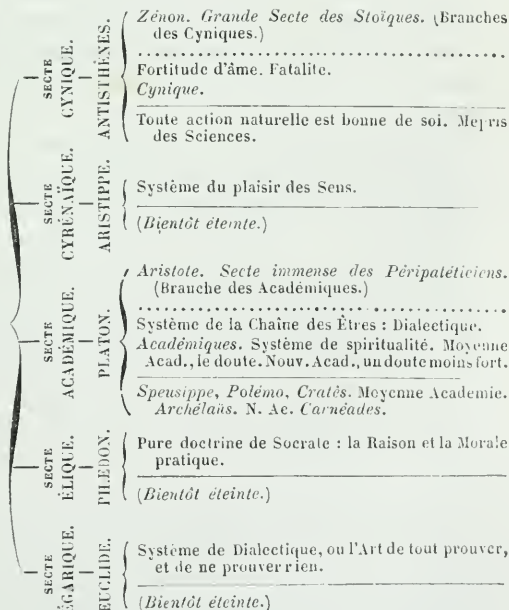 SECTE
CYNIQUE.
ANTISTHÈNES.
Zénon. Grande Secte des Stoïques. (Branches
des Cyniques.)
Fortitude d'âme. Fatalite.
Cynique.
Toute action naturelle est bonne de soi. Mepris
des Sciences.
SECTE
CYRÉNAÏQUE.
ARISTIPPE.
Système du plaisir des Sens.
(Bientôt éteinte.)
SECTE
ACADÉMIQUE.
PLATON.
Aristote. Secte immense des Péripatéticiens.
(Branche des Académiques.)
Système de la Chaîne des Êtres : Dialectique.
Académiques. Système de spiritualité. Moyenne
Acad., le doute. Nouv. Acad., un doute moins fort.
Speusippe, Polémo, Cratès. Moyenne Academie.
Archélaüs. N. Ac. Carnéades.
SECTE
ÉLIQUE.
PHÉDON.
Pure doctrine de Socrate : la Raison et la Morale
pratique.
(Bientôt éteinte.)
SECTE
ÉGARIQUE.
EUCLIDE.
Système de Dialectique, ou l'Art de tout prouver,
et de ne prouver rien.
(Bientôt éteinte.)